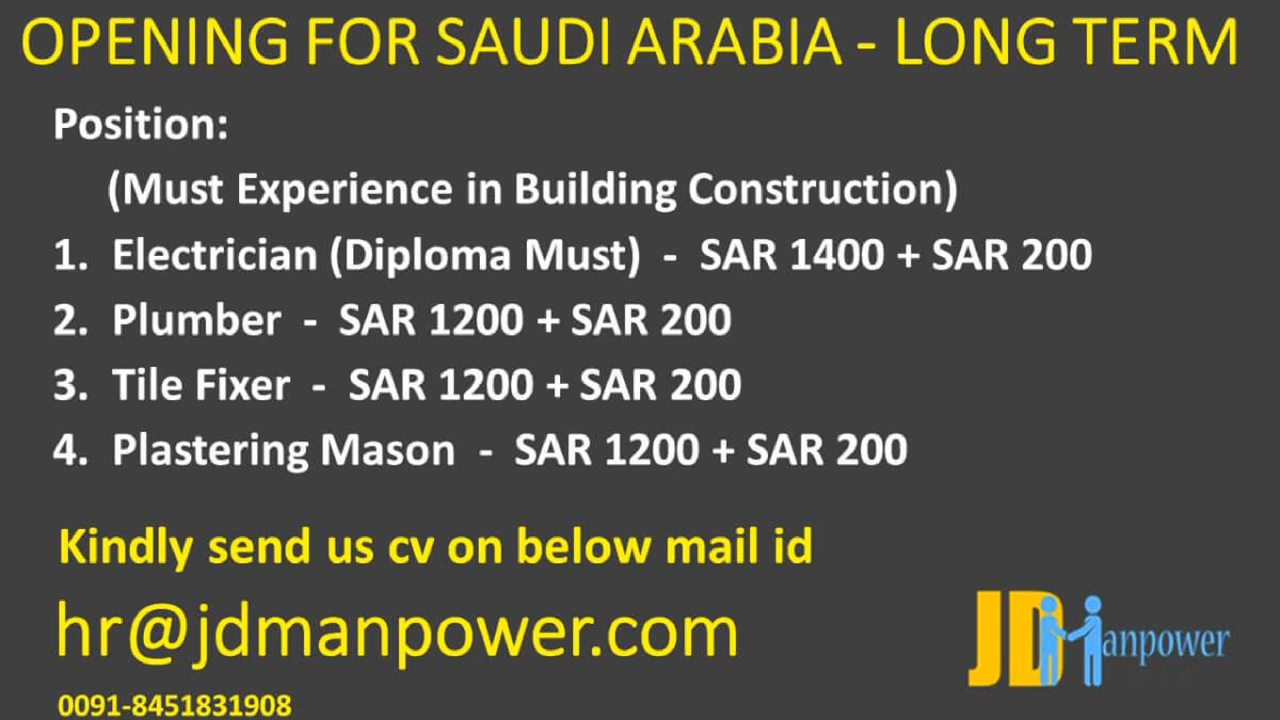 OPENING FOR SAUDI ARABIA - LONG TERM
Position:
(Must Experience in Building Construction)
1. Electrician (Diploma Must) - SAR 1400 + SAR 200
2. Plumber - SAR 1200 + SAR 200
3. Tile Fixer - SAR 1200 + SAR 200
4. Plastering Mason - SAR 1200 + SAR 200
Kindly send us cv on below mail id
hr@jdmanpower.com
JD Manpower
0091-8451831908